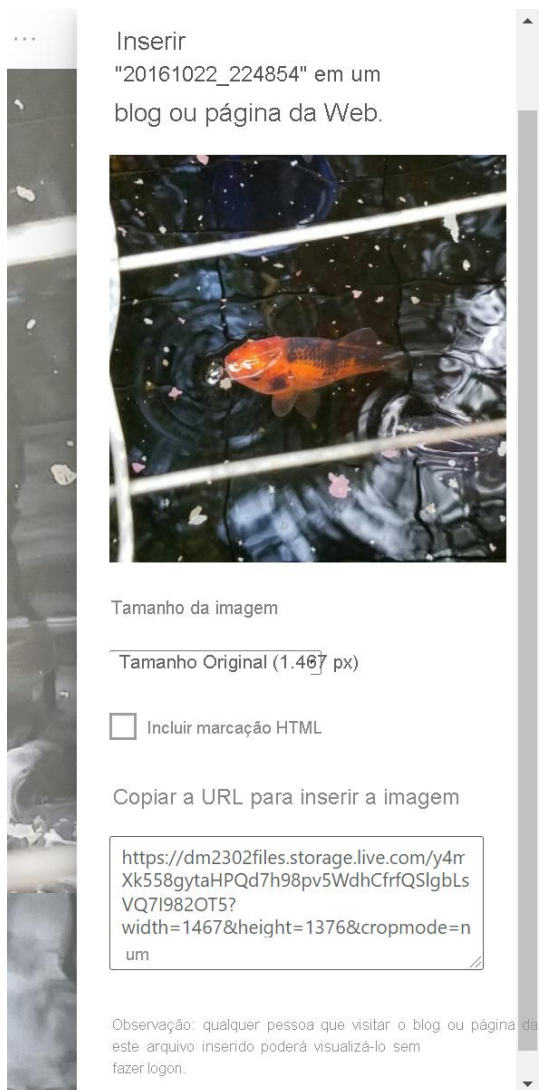 Inserir
"20161022_224854" em um
blog ou página da Web.
Tamanho da imagem
Tamanho Original (1.467 px)
Incluir marcação HTML
Copiar a URL para inserir a imagem
https://dm2302files.storage.live.com/y4m
Xk558gytaHPQd7h98pv5WdhCfrfQSlgbLs
VQ7I982OT5?
width=1467&height=1376&cropmode=n
um
Observação: qualquer pessoa que visitar o blog ou página da
este arquivo inserido poderá visualizá-lo sem
fazer logon.